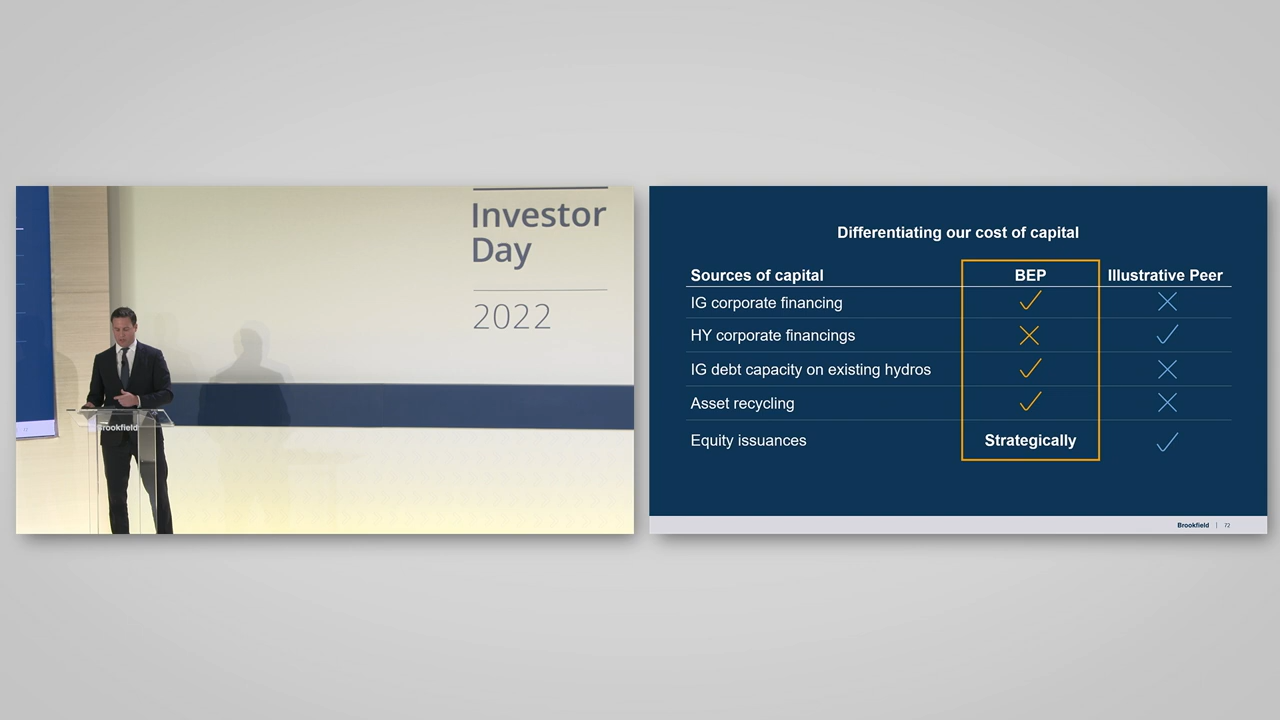 Investor
Day
2022
Brookfield
Differentiating our cost of capital
Sources of capital BEP Illustrative Peer
IG corporate financing
HY corporate financings
IG debt capacity on existing hydros
Asset recycling
Equity issuances Strategically
Brookfield | 72